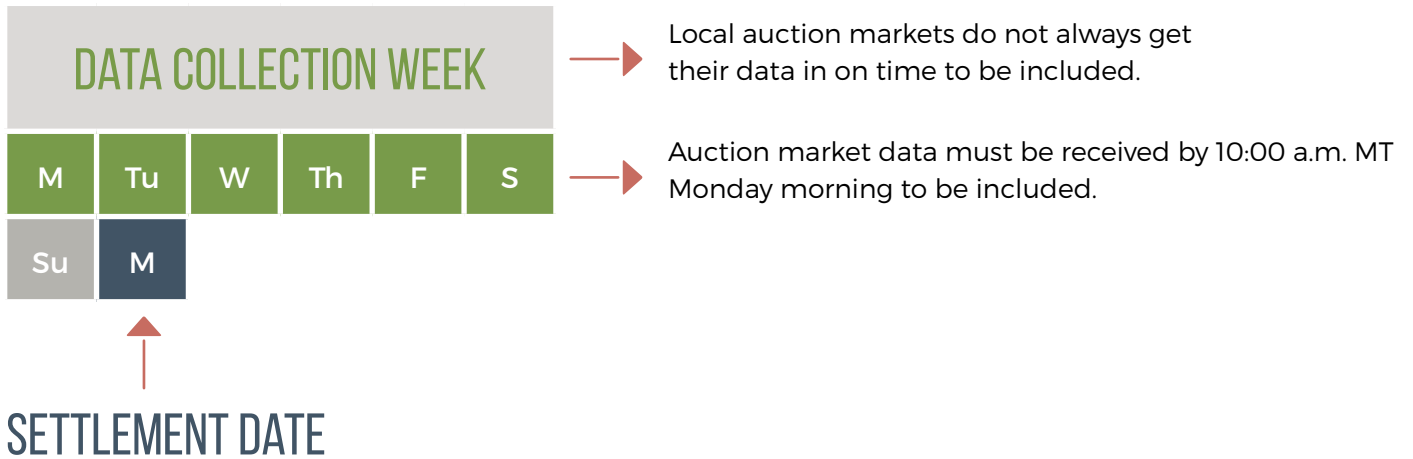 DATA COLLECTION WEEK
Local auction markets do not always get
their data in on time to be included.
M Tu W Th F S
Auction market data must be received by 10:00 a.m. MT
Monday morning to be included.
Su M
SETTLEMENT DATE